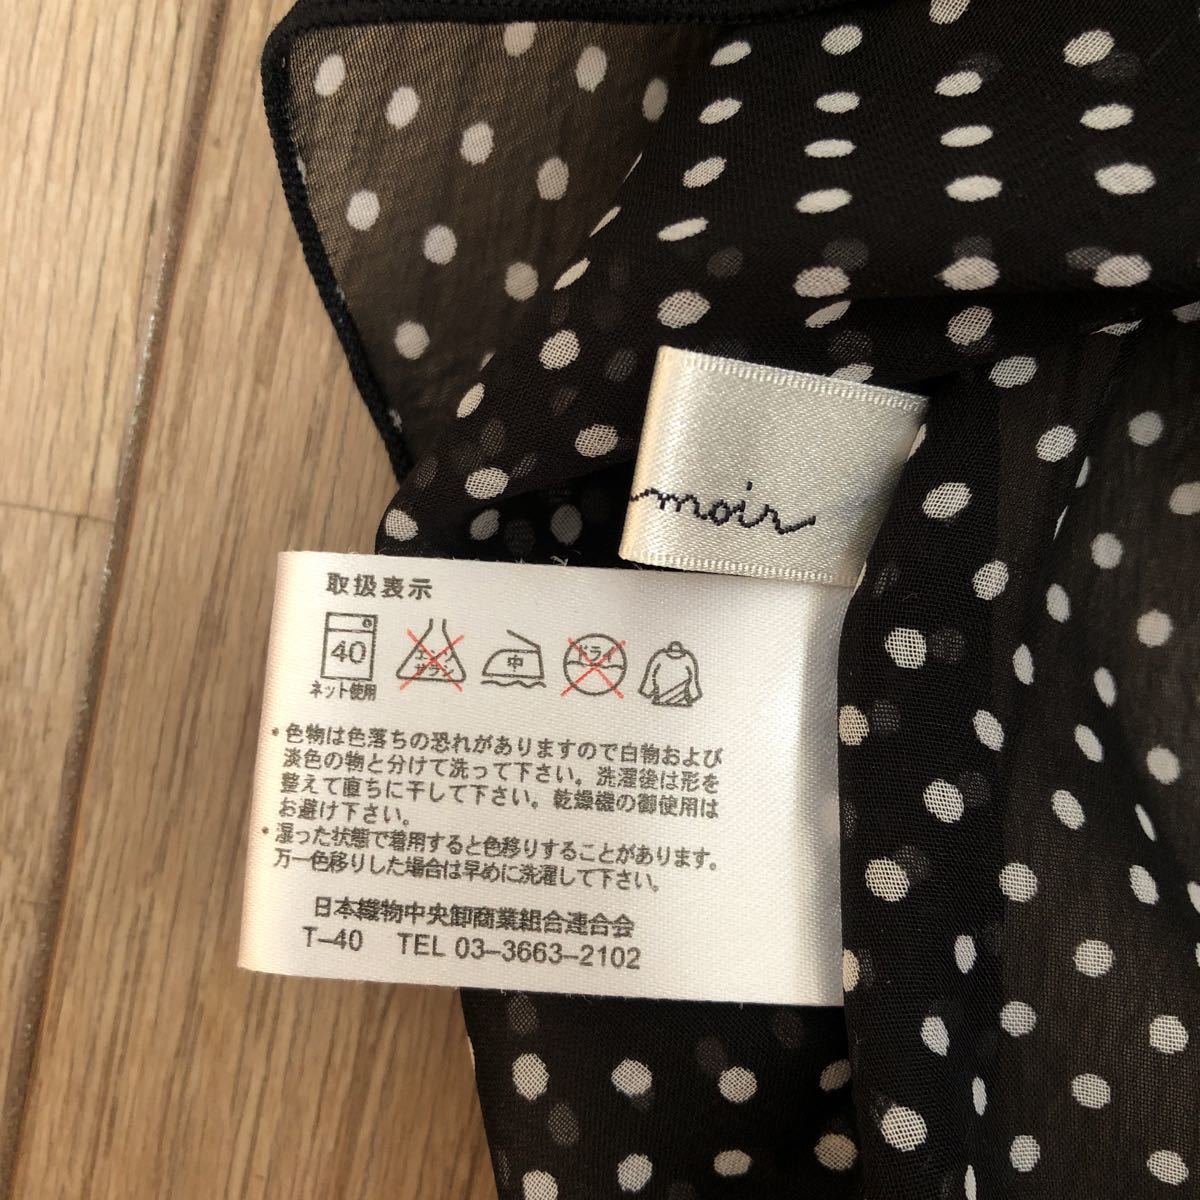 moir
取扱表示
40
エンソ
サラシ
中
ドライ
ネット使用
・色物は色落ちの恐れがありますので白物および
淡色の物と分けて洗って下さい。洗濯後は形を
整えて直ちに干して下さい。乾燥機の御使用は
お避け下さい。
・湿った状態で着用すると色移りすることがあります。
万一色移りした場合は早めに洗濯して下さい。
日本織物中央卸商業組合連合会
T-40 TEL 03-3663-2102